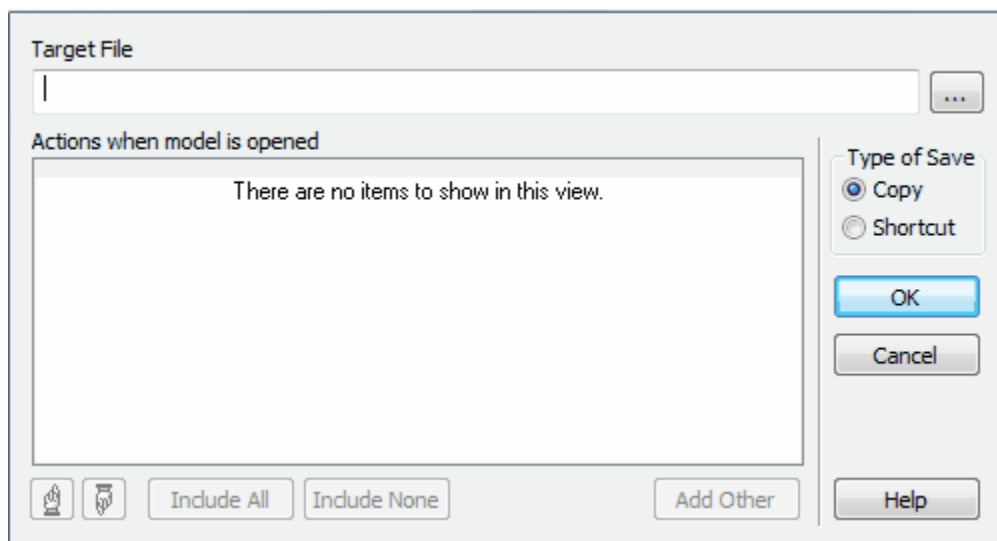 Target File
...
Actions when model is opened
There are no items to show in this view.
Type of Save
Copy
Shortcut
OK
Cancel
Include All
Include None
Add Other
Help